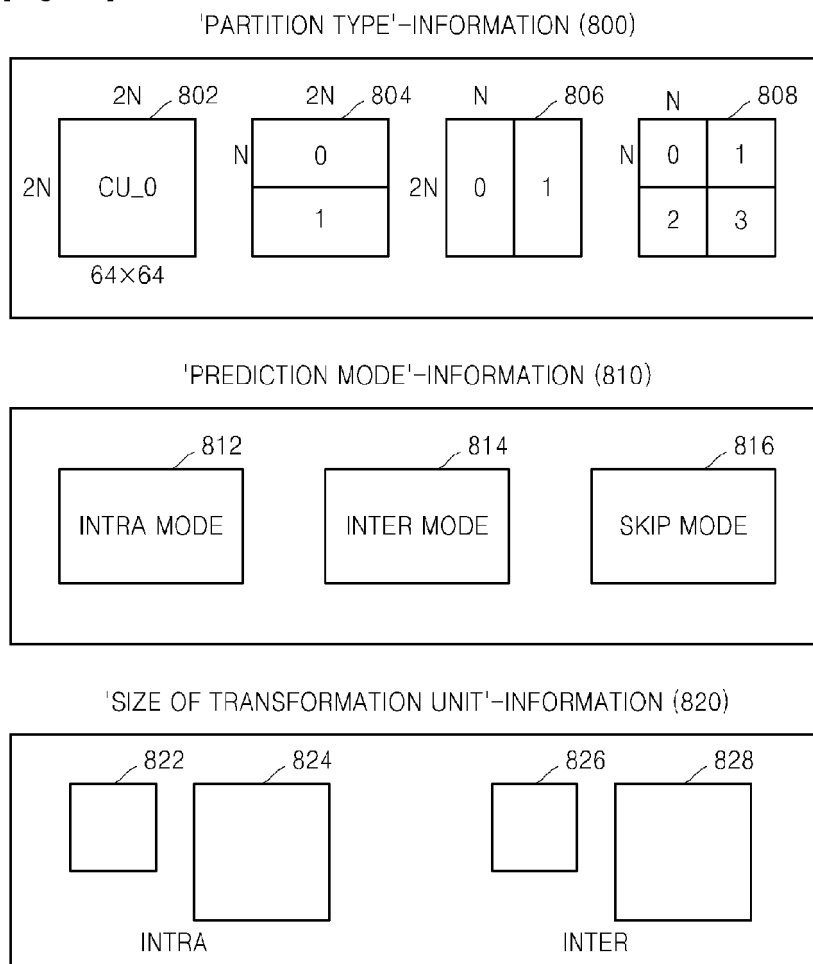 'PARTITION TYPE'-INFORMATION (800)
2N 802 2N 804 N 806 N 808
2N CU_0 N 0 1 2N 0 1 N 0 1 2 3
64×64
'PREDICTION MODE'-INFORMATION (810)
812 814 816
INTRA MODE INTER MODE SKIP MODE
'SIZE OF TRANSFORMATION UNIT'-INFORMATION (820)
822 824 826 828
INTRA INTER